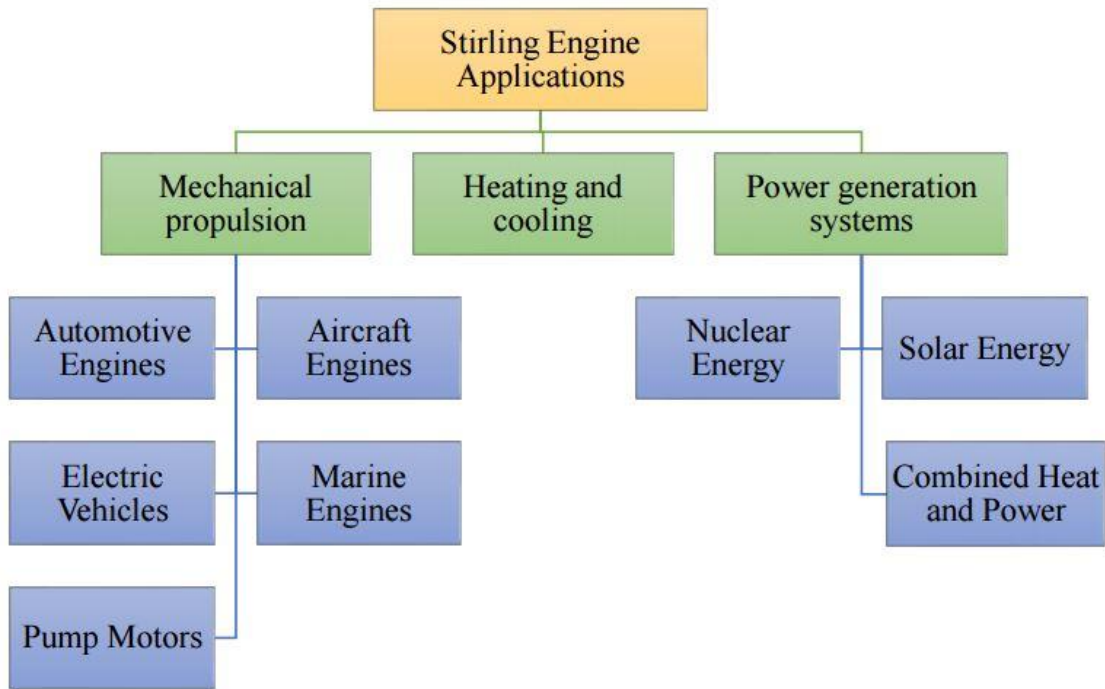 Stirling Engine
Applications
Mechanical
propulsion
Heating and
cooling
Power generation
systems
Automotive
Engines
Aircraft
Engines
Nuclear
Energy
Solar Energy
Electric
Vehicles
Marine
Engines
Combined Heat
and Power
Pump Motors